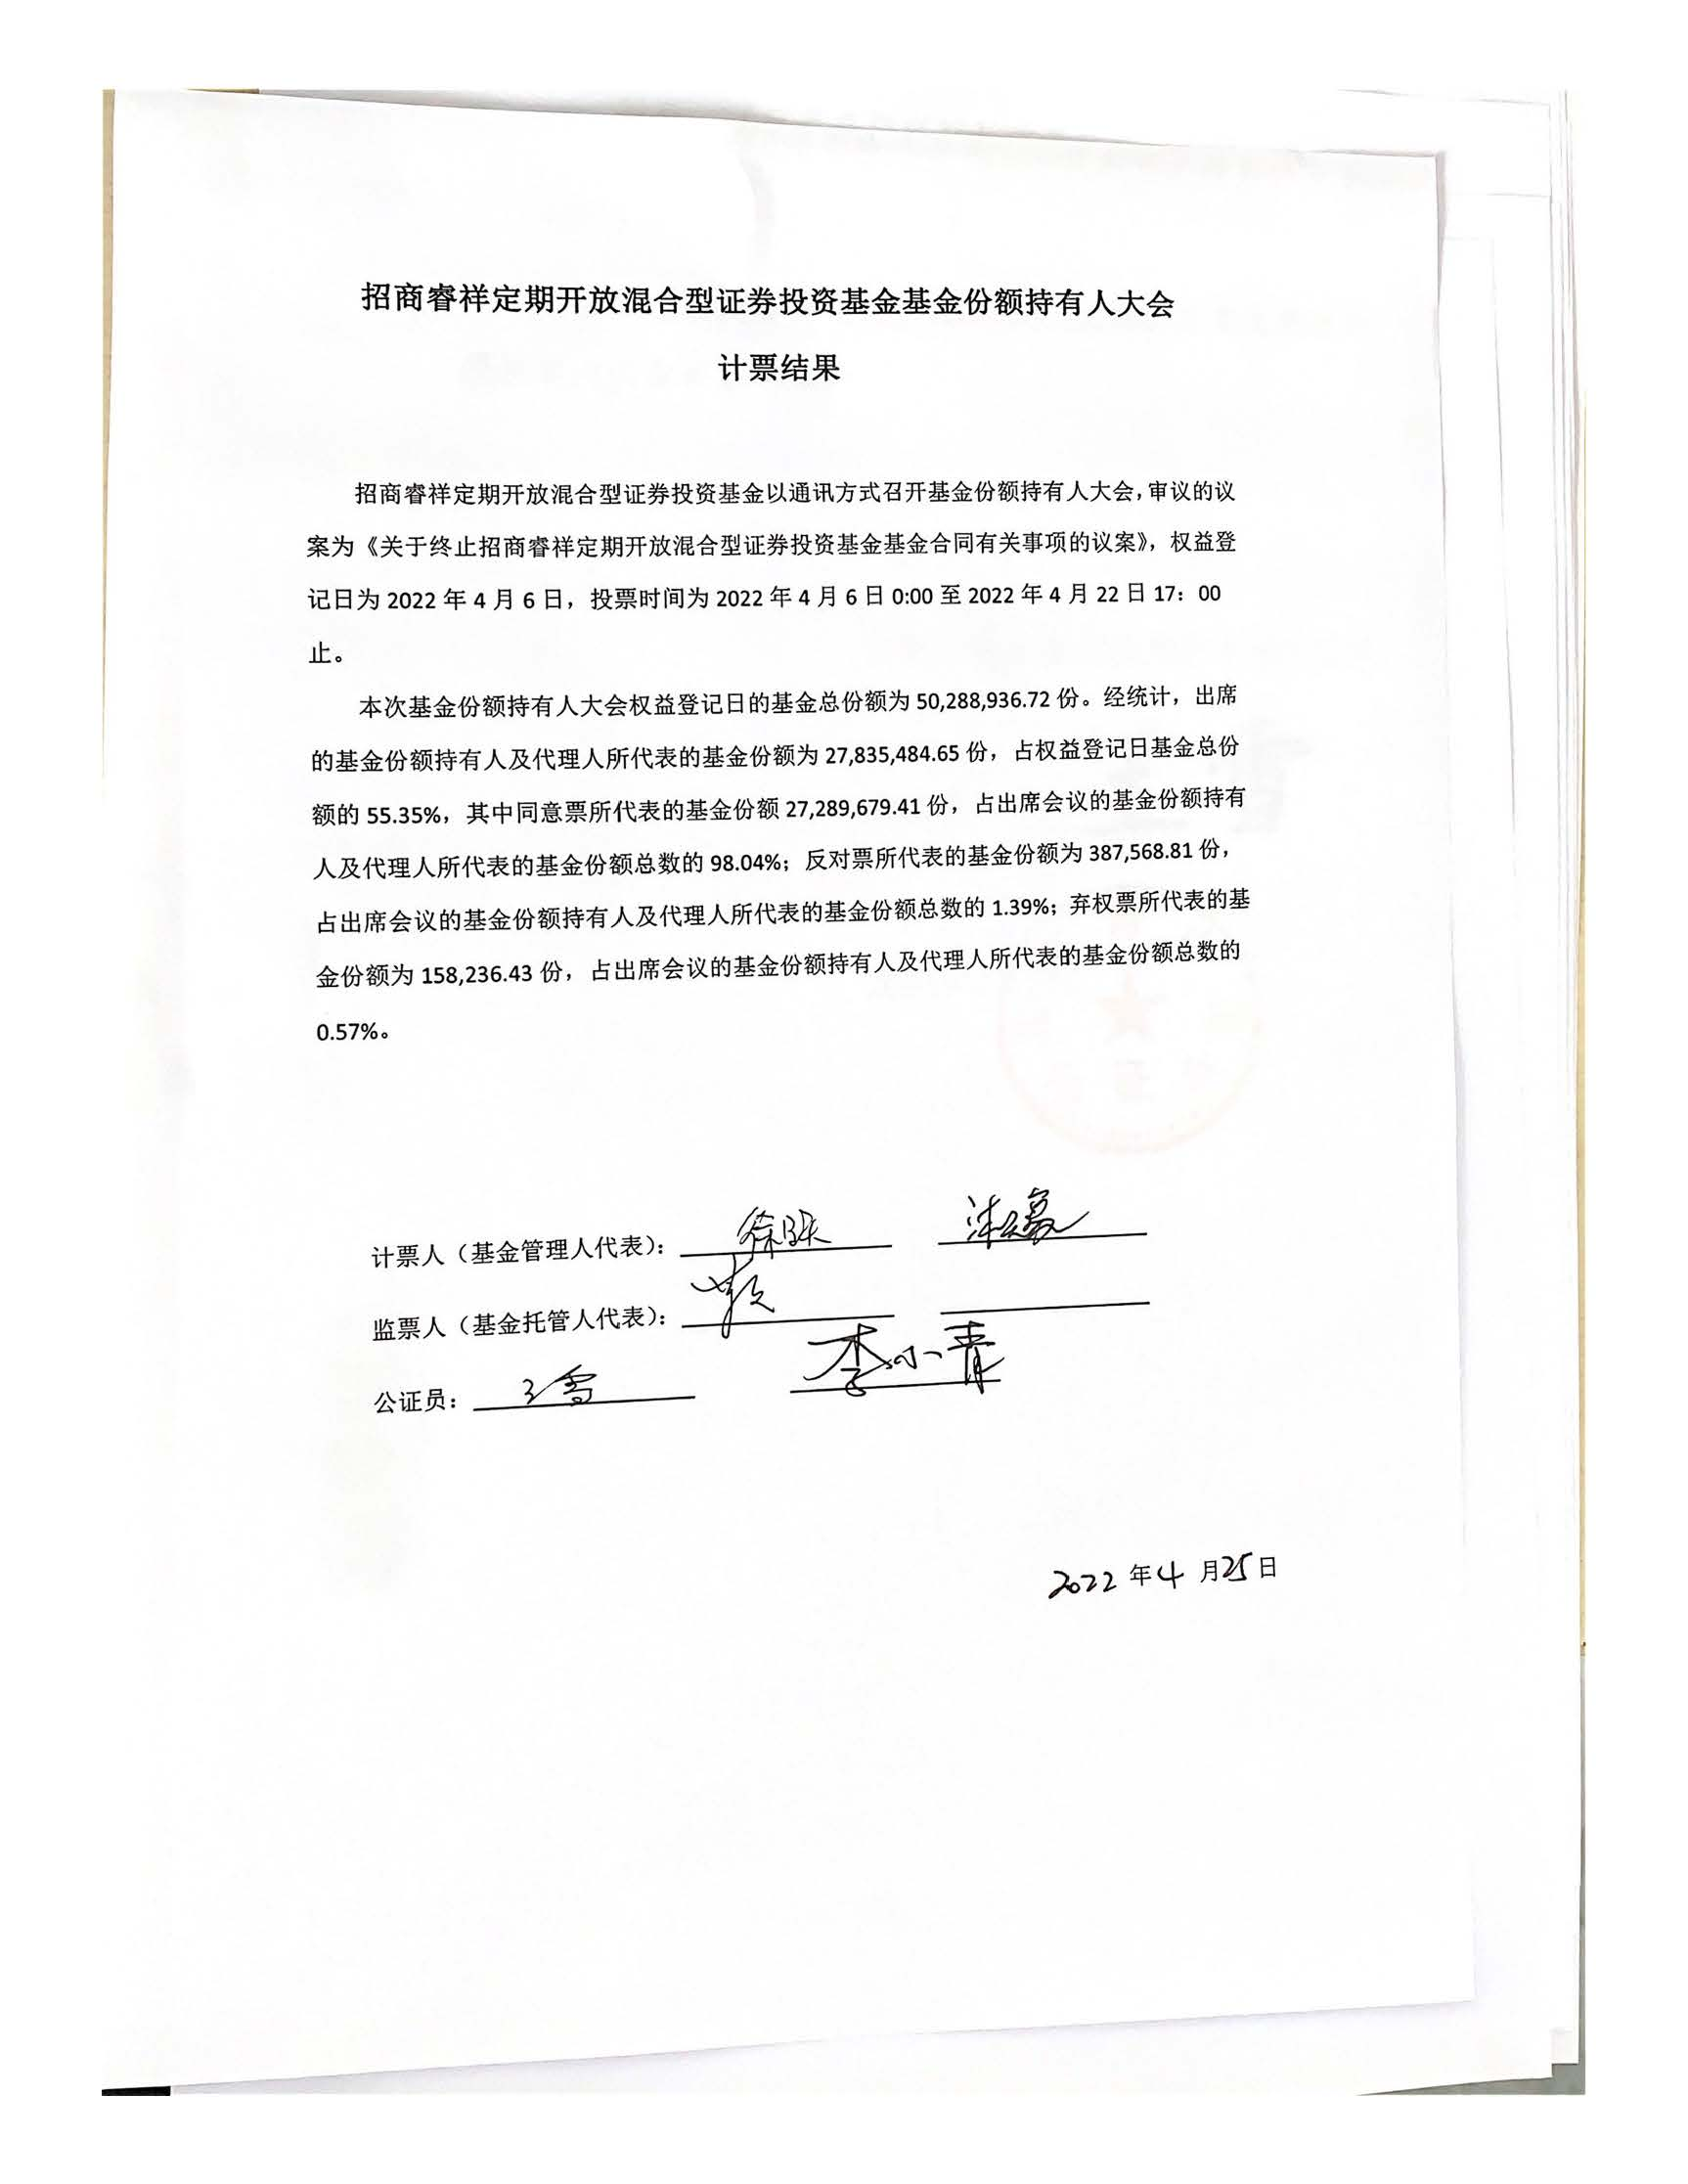 招商睿祥定期开放混合型证券投资基金基金份额持有人大会
计票结果
招商睿祥定期开放混合型证券投资基金以通讯方式召开基金份额持有人大会，审议的议
案为《关于终止招商睿祥定期开放混合型证券投资基金基金合同有关事项的议案》，权益登
记日为 2022 年 4 月 6 日，投票时间为 2022 年 4 月 6 日 0:00 至 2022 年 4 月 22 日 17：00
止。
本次基金份额持有人大会权益登记日的基金总份额为 50,288,936.72 份。经统计，出席
的基金份额持有人及代理人所代表的基金份额为 27,835,484.65 份，占权益登记日基金总份
额的 55.35%，其中同意票所代表的基金份额 27,289,679.41 份，占出席会议的基金份额持有
人及代理人所代表的基金份额总数的 98.04%；反对票所代表的基金份额为 387,568.81 份，
占出席会议的基金份额持有人及代理人所代表的基金份额总数的 1.39%；弃权票所代表的基
金份额为 158,236.43 份，占出席会议的基金份额持有人及代理人所代表的基金份额总数的
0.57%。
计票人（基金管理人代表）：
监票人（基金托管人代表）：
公证员： 王雪 李小青
2022 年 4 月 25 日